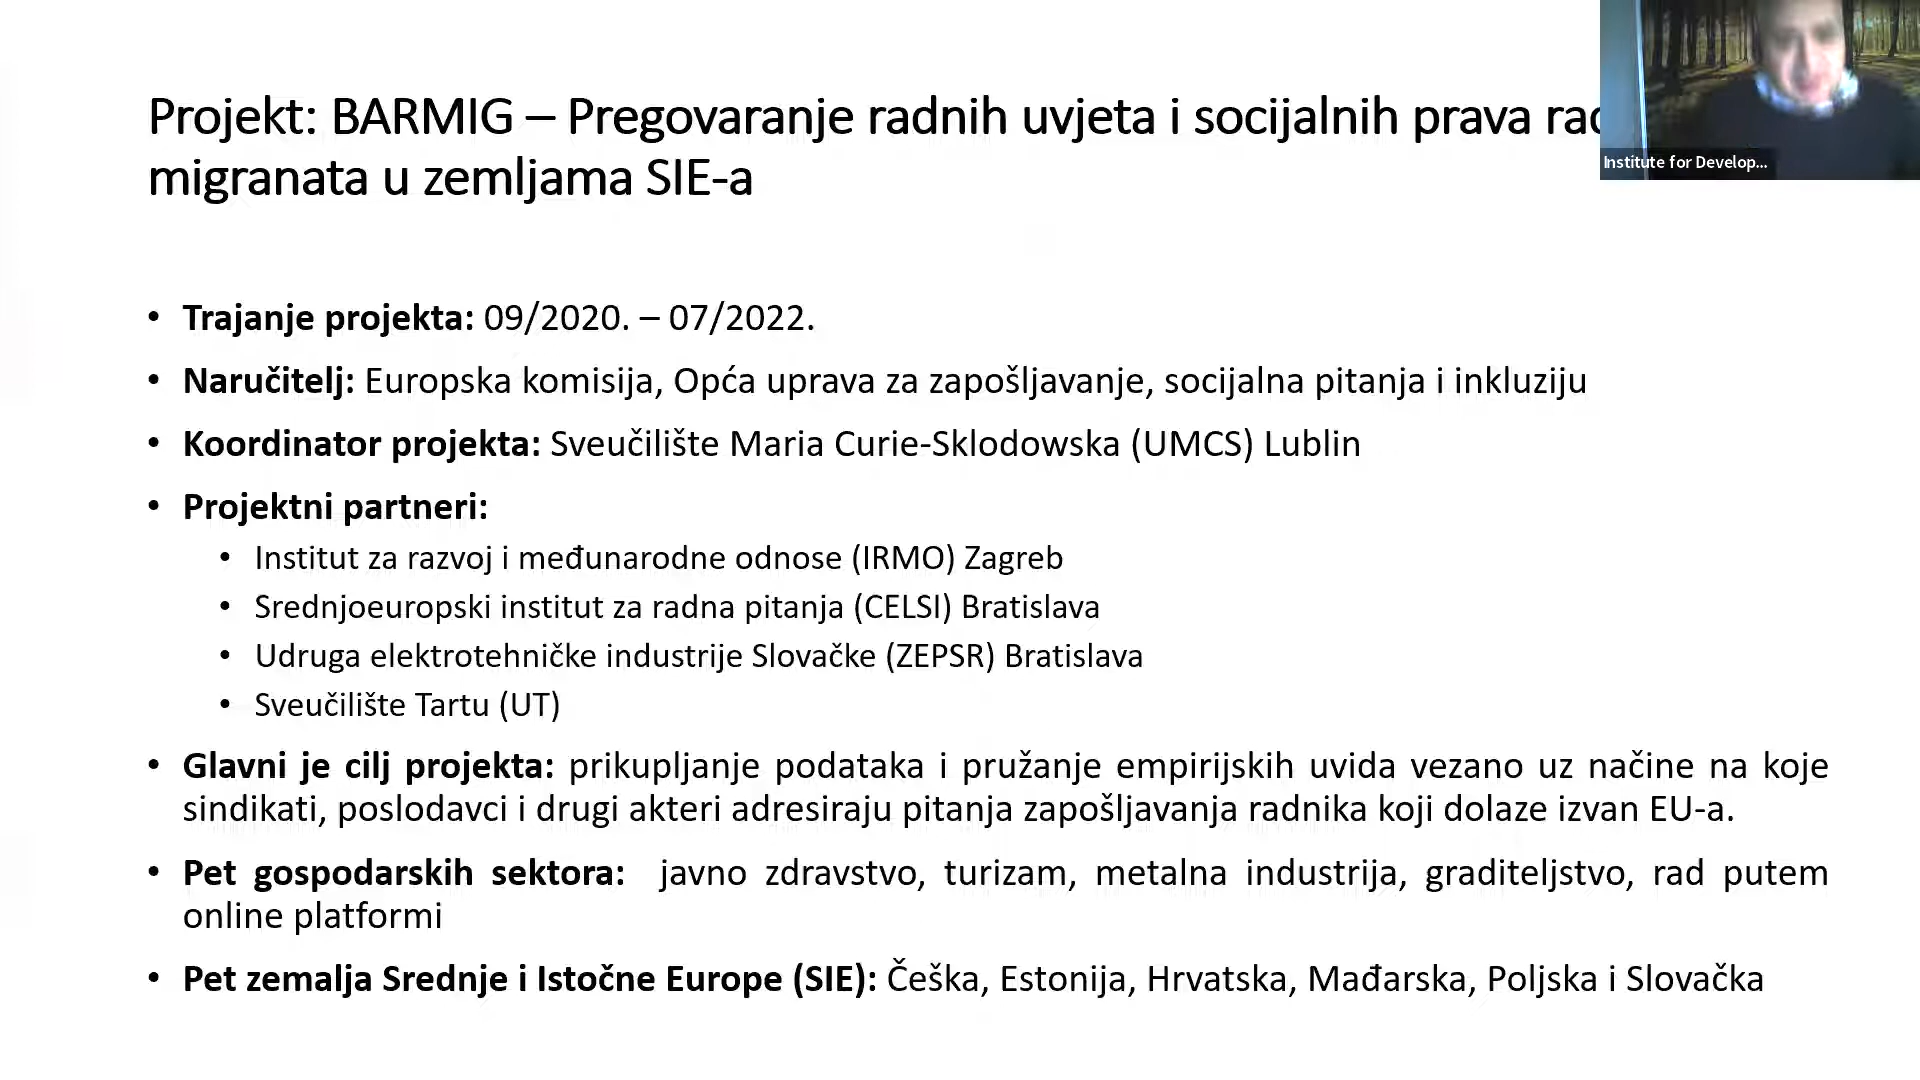 Projekt: BARMIG – Pregovaranje radnih uvjeta i socijalnih prava
migranata u zemljama SIE-a
Institute for Develop...
• Trajanje projekta: 09/2020. – 07/2022.
• Naručitelj: Europska komisija, Opća uprava za zapošljavanje, socijalna pitanja i inkluziju
• Koordinator projekta: Sveučilište Maria Curie-Sklodowska (UMCS) Lublin
• Projektni partneri:
• Institut za razvoj i međunarodne odnose (IRMO) Zagreb
• Srednjoeuropski institut za radna pitanja (CELSI) Bratislava
• Udruga elektrotehničke industrije Slovačke (ZEPSR) Bratislava
• Sveučilište Tartu (UT)
• Glavni je cilj projekta: prikupljanje podataka i pružanje empirijskih uvida vezano uz načine na koje
sindikati, poslodavci i drugi akteri adresiraju pitanja zapošljavanja radnika koji dolaze izvan EU-a.
• Pet gospodarskih sektora: javno zdravstvo, turizam, metalna industrija, graditeljstvo, rad putem
online platformi
• Pet zemalja Srednje i Istočne Europe (SIE): Češka, Estonija, Hrvatska, Mađarska, Poljska i Slovačka